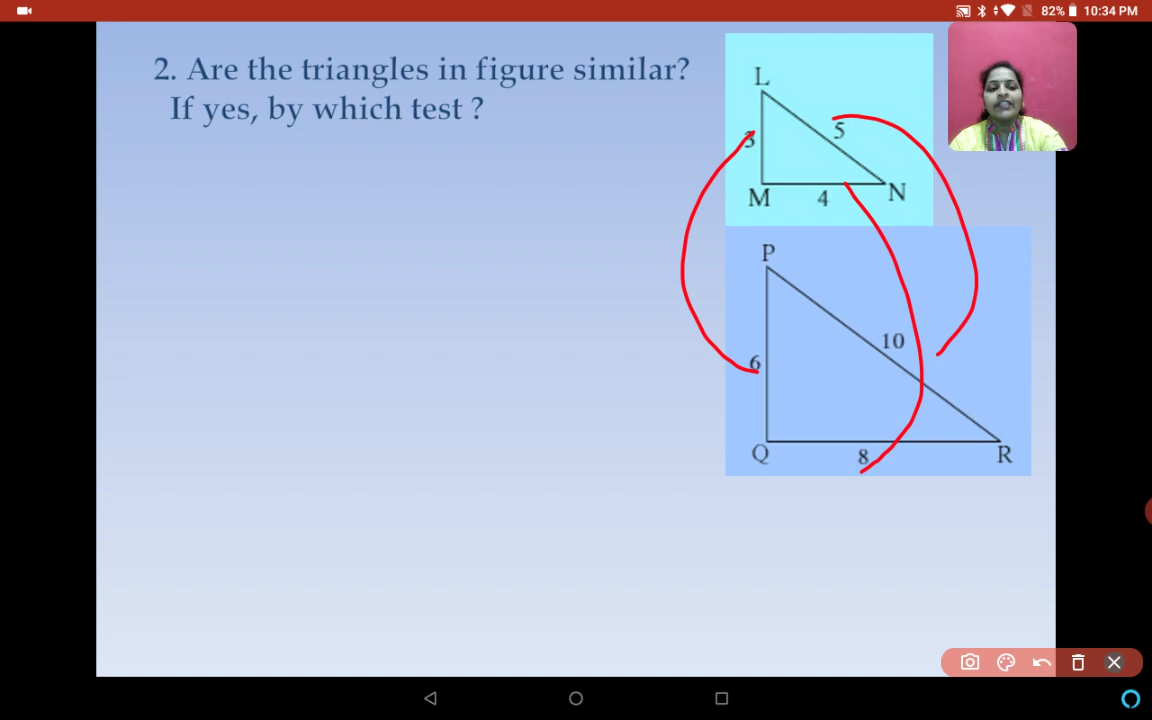 82% 10:34 PM
2. Are the triangles in figure similar?
If yes, by which test ?
L
3
5
M
4
N
P
10
6
Q
8
R